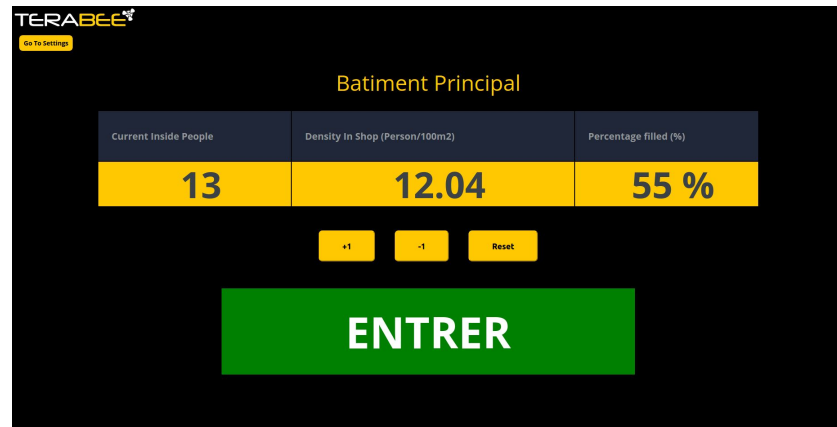 TERABEE
Go To Settings
Batiment Principal
Current Inside People Density In Shop (Person/100m2) Percentage filled (%)
13 12.04 55 %
+1 -1 Reset
ENTRER